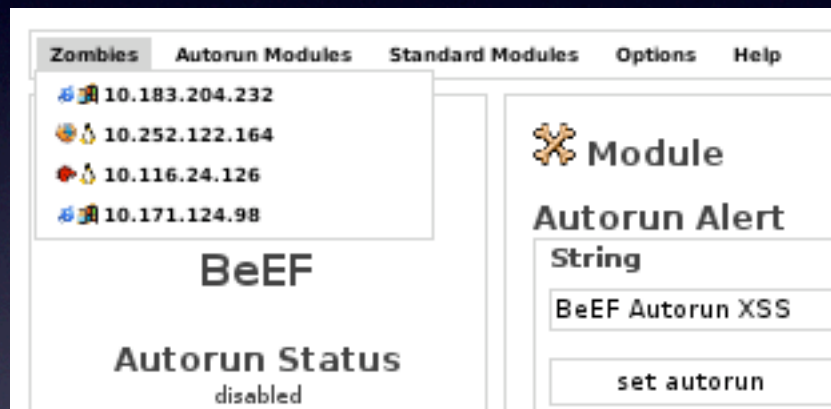 Zombies Autorun Modules Standard Modules Options Help
10.183.204.232
10.252.122.164
10.116.24.126
10.171.124.98
BeEF
Autorun Status
disabled
Module
Autorun Alert
String
BeEF Autorun XSS
set autorun